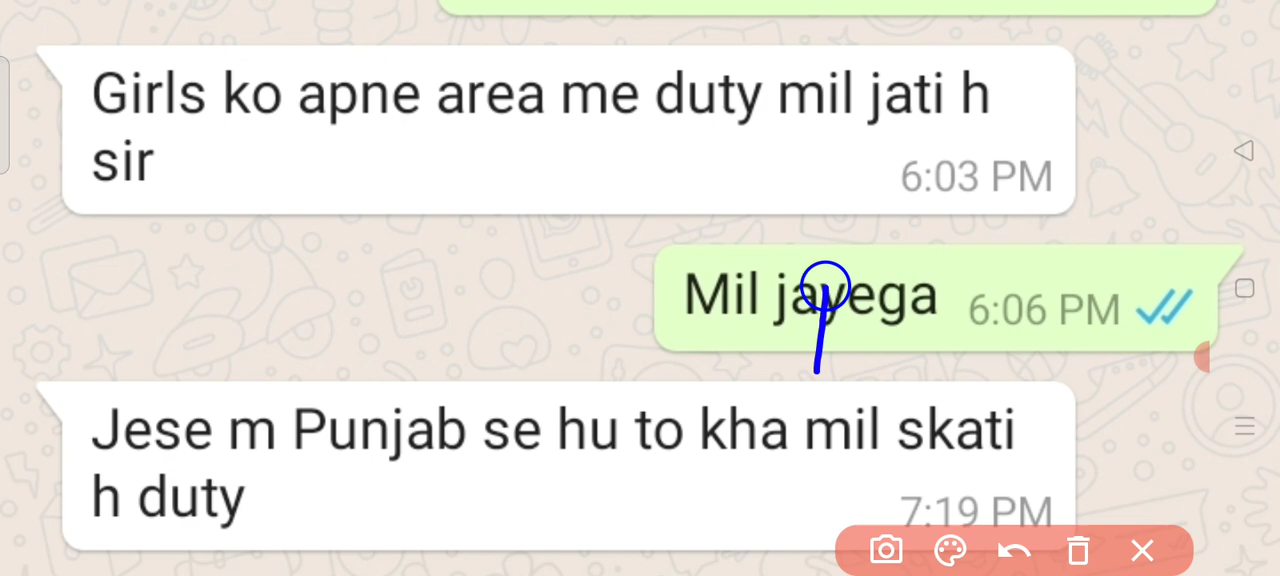 Girls ko apne area me duty mil jati h
sir
6:03 PM
Mil jayega 6:06 PM
Jese m Punjab se hu to kha mil skati
h duty
7:19 PM